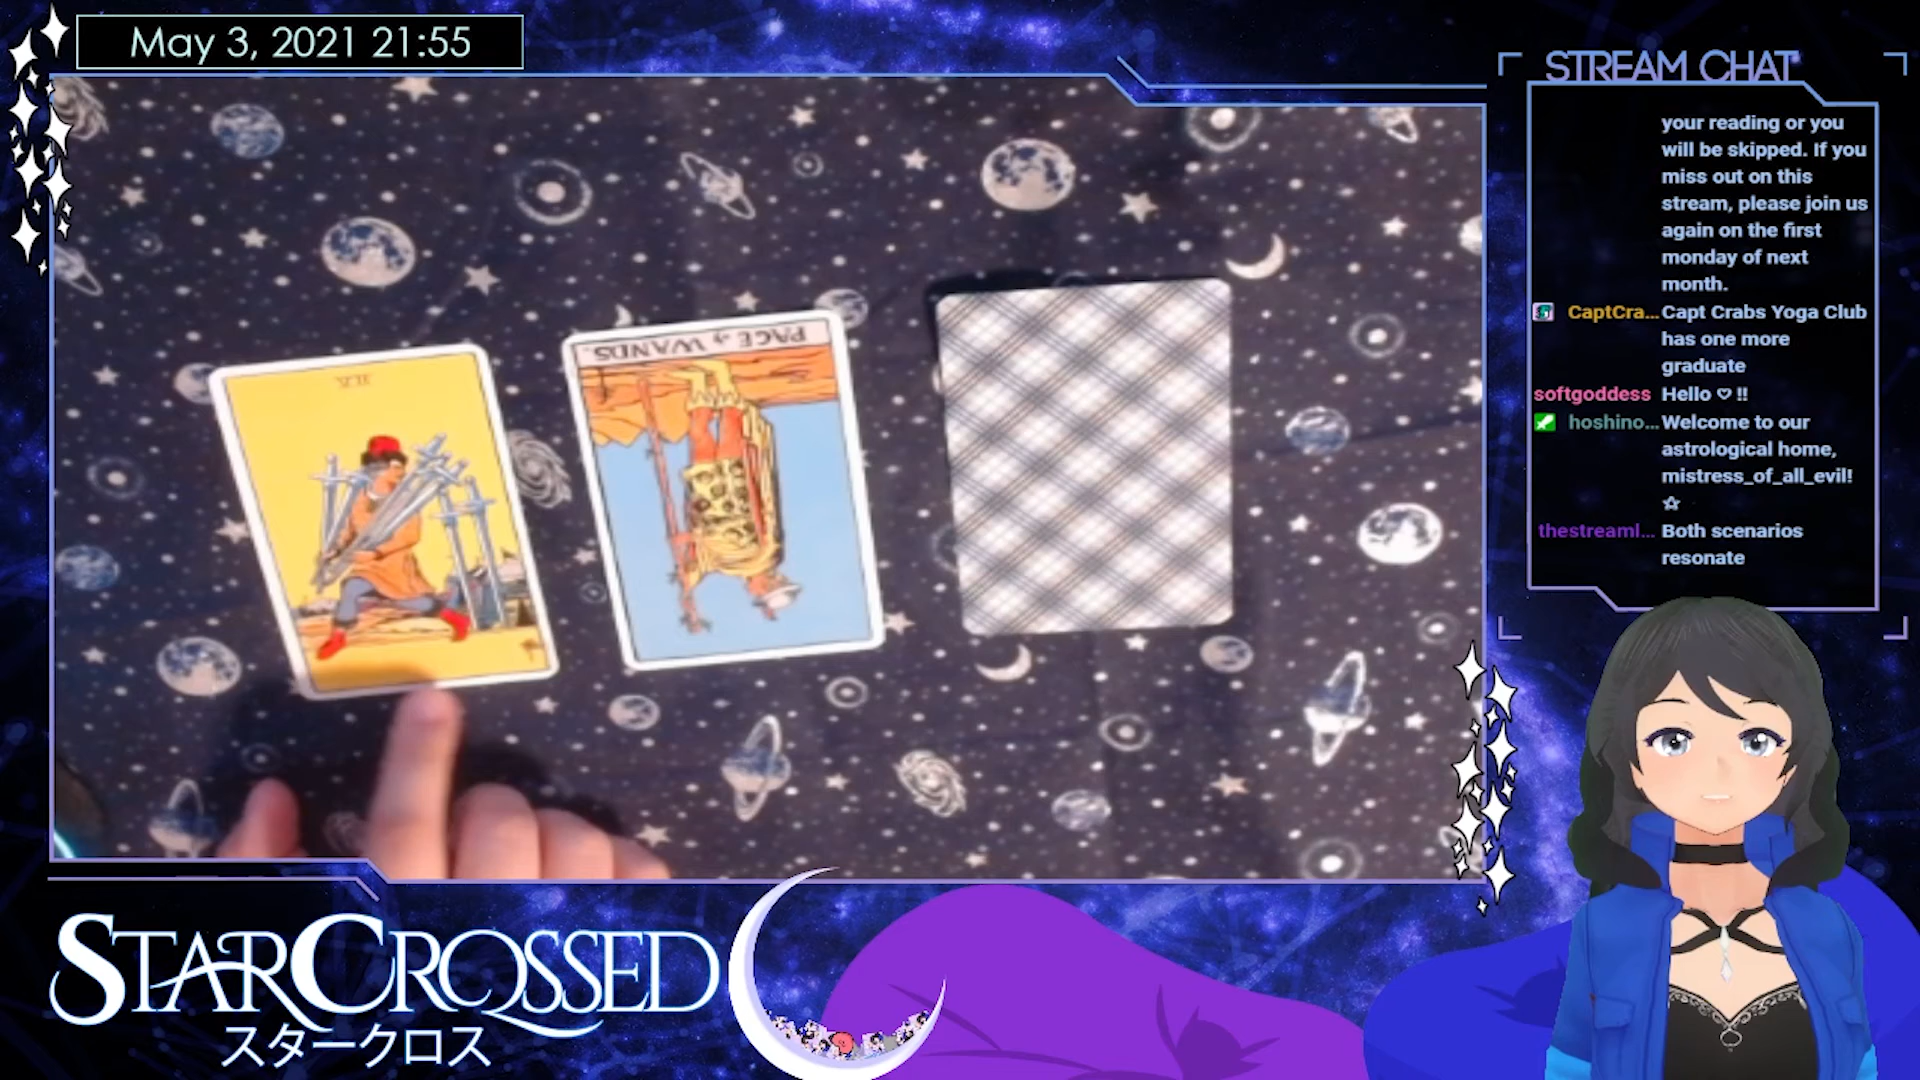 May 3, 2021 21:55
STREAM CHAT
your reading or you
will be skipped. If you
miss out on this
stream, please join us
again on the first
monday of next
month.
CaptCra... Capt Crabs Yoga Club
has one more
graduate
softgoddess Hello ♡ !!
hoshino... Welcome to our
astrological home,
mistress_of_all_evil!
☆
thestreaml... Both scenarios
resonate
VII
PAGE of WANDS.
STARCROSSED
スタークロス